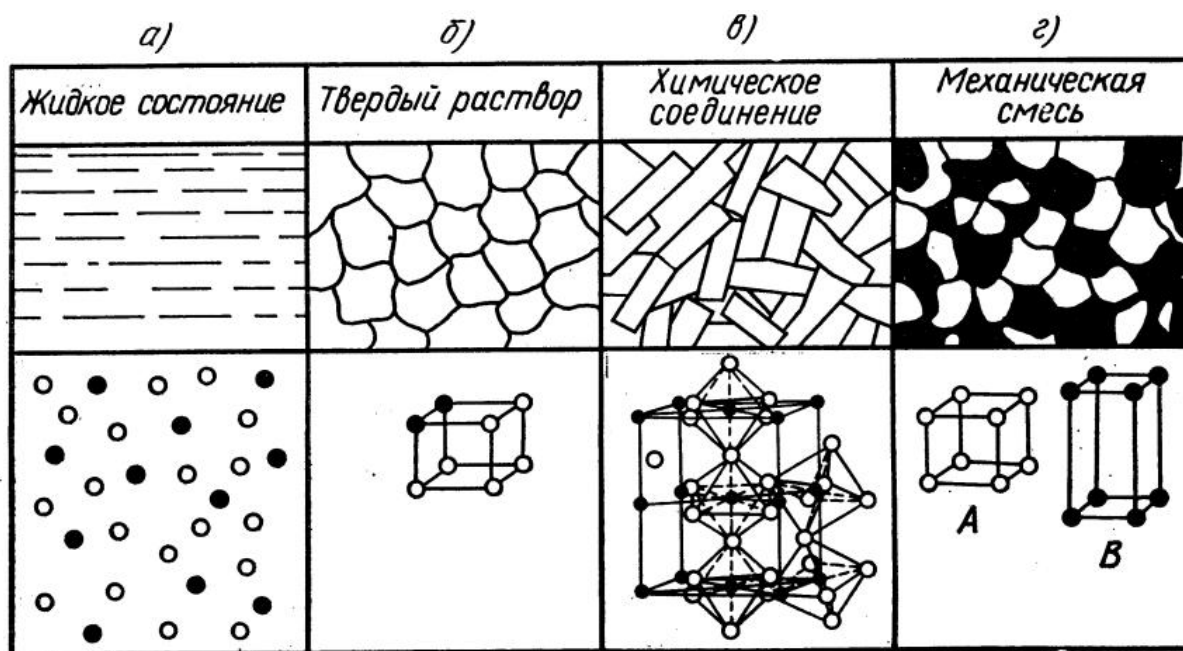 а)
б)
в)
г)
Жидкое состояние
Твердый раствор
Химическое
соединение
Механическая
смесь
A
B